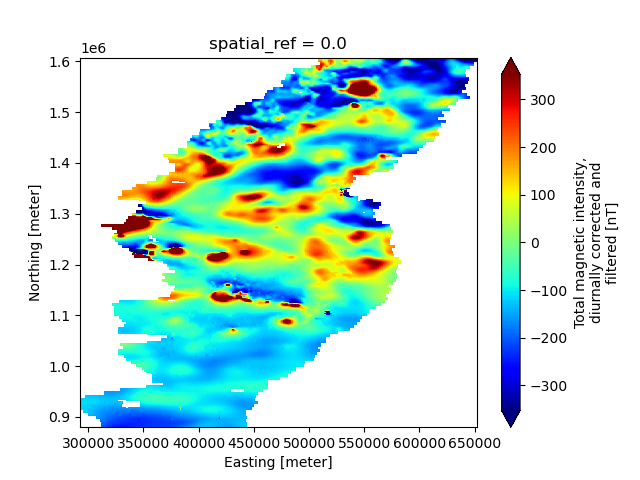 spatial_ref = 0.0
1e6
1.6
1.5
1.4
1.3
1.2
1.1
1.0
0.9
Northing [meter]
300000 350000 400000 450000 500000 550000 600000 650000
Easting [meter]
300
200
100
0
−100
−200
−300
Total magnetic intensity,
diurnally corrected and
filtered [nT]